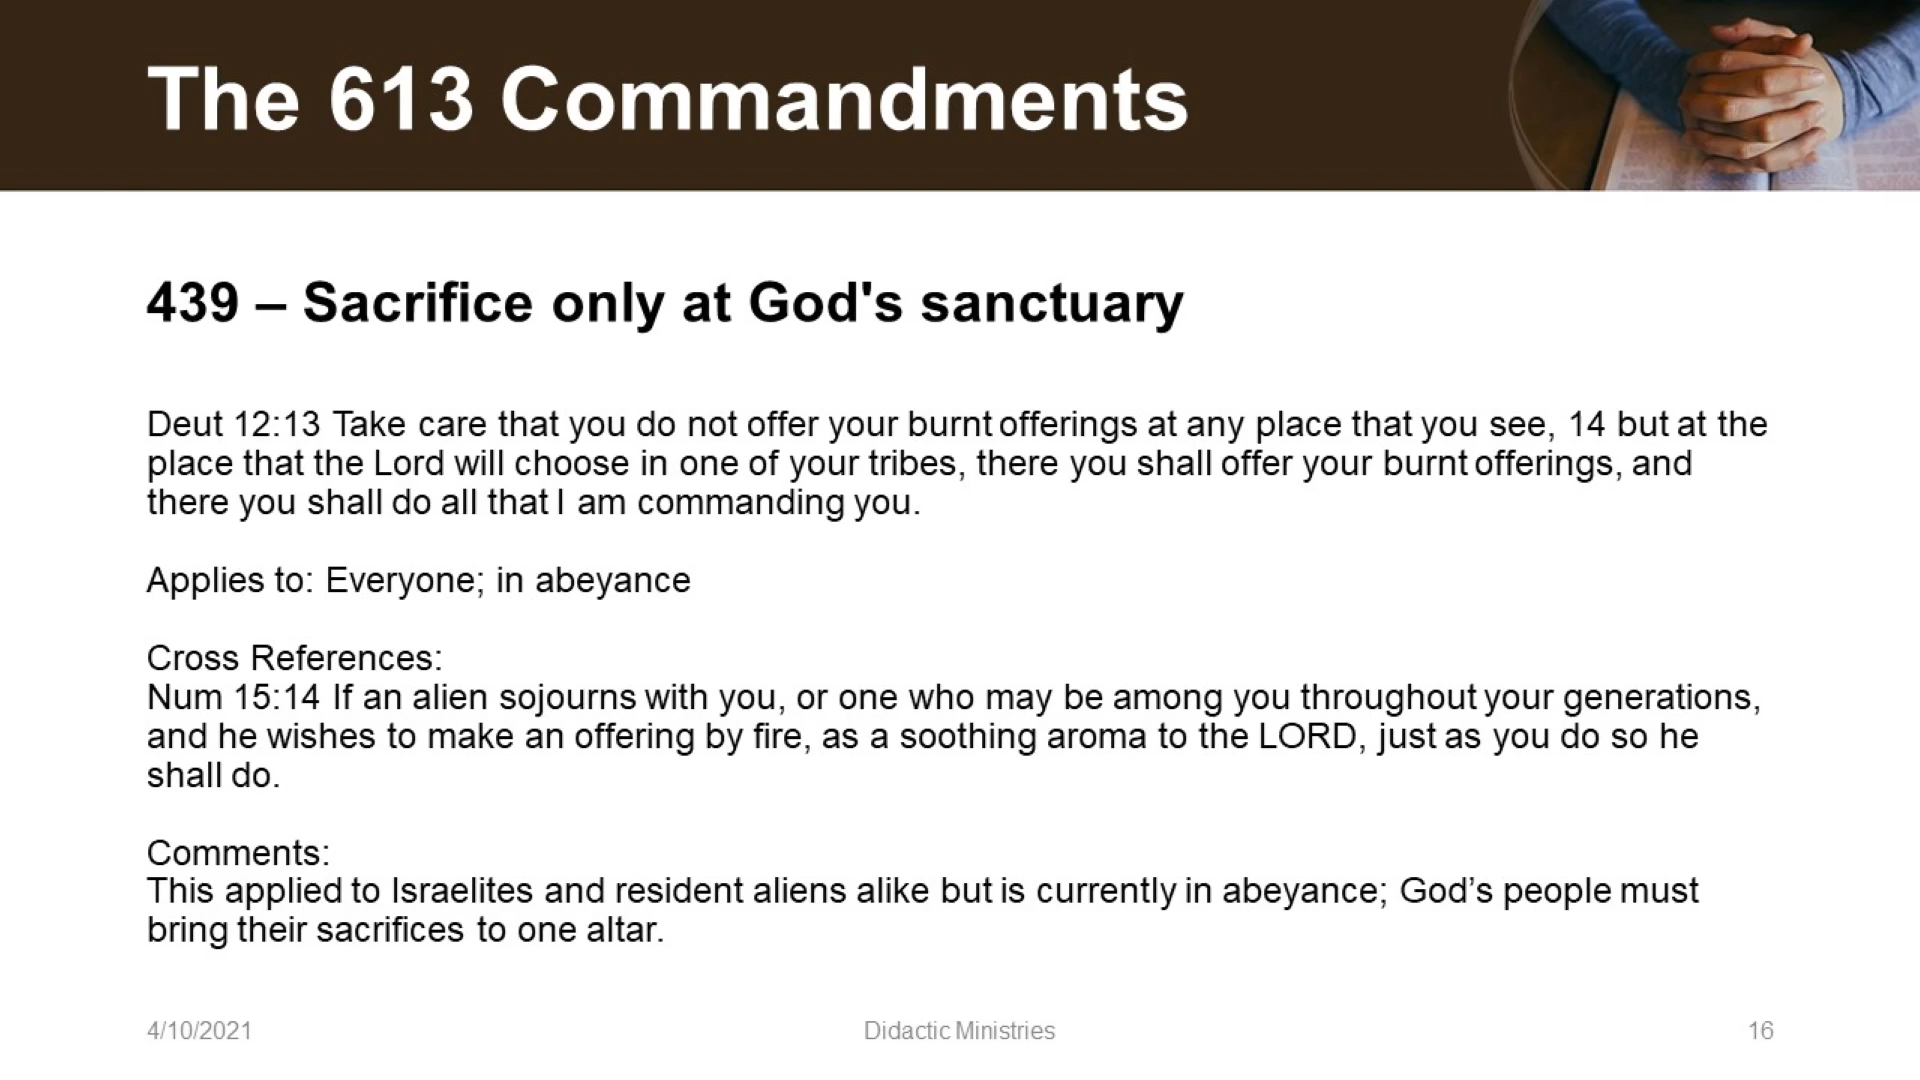 The 613 Commandments
439 – Sacrifice only at God's sanctuary
Deut 12:13 Take care that you do not offer your burnt offerings at any place that you see, 14 but at the
place that the Lord will choose in one of your tribes, there you shall offer your burnt offerings, and
there you shall do all that I am commanding you.
Applies to: Everyone; in abeyance
Cross References:
Num 15:14 If an alien sojourns with you, or one who may be among you throughout your generations,
and he wishes to make an offering by fire, as a soothing aroma to the LORD, just as you do so he
shall do.
Comments:
This applied to Israelites and resident aliens alike but is currently in abeyance; God’s people must
bring their sacrifices to one altar.
4/10/2021
Didactic Ministries
16